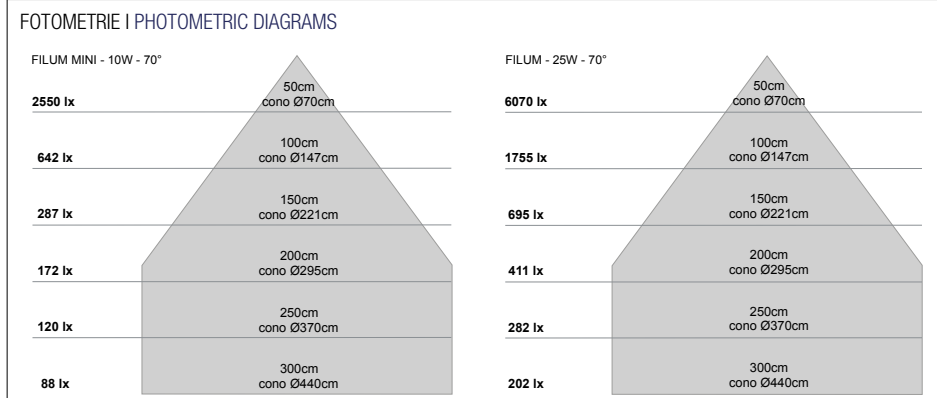 FOTOMETRIE I PHOTOMETRIC DIAGRAMS
FILUM MINI - 10W - 70°
50cm
2550 lx
cono Ø70cm
100cm
642 lx
cono Ø147cm
150cm
287 lx
cono Ø221cm
200cm
172 lx
cono Ø295cm
250cm
120 lx
cono Ø370cm
300cm
88 lx
cono Ø440cm
FILUM - 25W - 70°
50cm
6070 lx
cono Ø70cm
100cm
1755 lx
cono Ø147cm
150cm
695 lx
cono Ø221cm
200cm
411 lx
cono Ø295cm
250cm
282 lx
cono Ø370cm
300cm
202 lx
cono Ø440cm